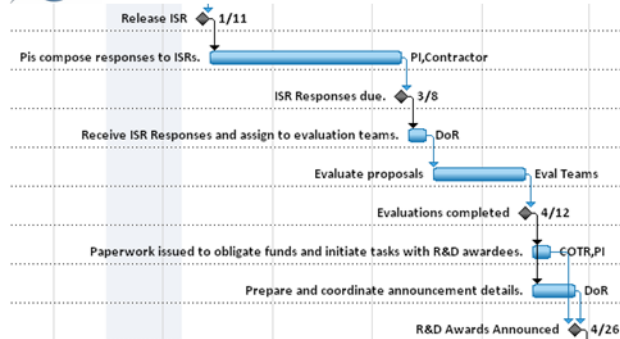 Release ISR 1/11
Pis compose responses to ISRs. PI,Contractor
ISR Responses due. 3/8
Receive ISR Responses and assign to evaluation teams. DoR
Evaluate proposals Eval Teams
Evaluations completed 4/12
Paperwork issued to obligate funds and initiate tasks with R&D awardees. COTR,PI
Prepare and coordinate announcement details. DoR
R&D Awards Announced 4/26